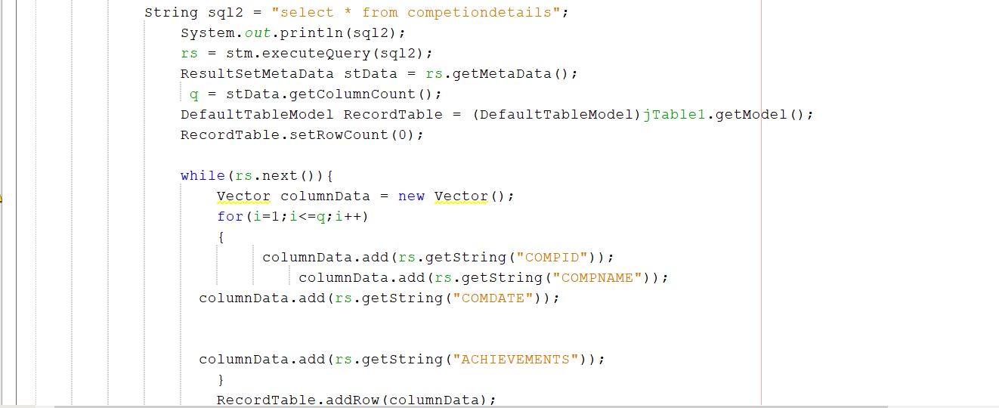 String sql2 = "select * from competiondetails";
System.out.println(sql2);
rs = stm.executeQuery(sql2);
ResultSetMetaData stData = rs.getMetaData();
q = stData.getColumnCount();
DefaultTableModel RecordTable = (DefaultTableModel)jTable1.getModel();
RecordTable.setRowCount(0);
while(rs.next()){
Vector columnData = new Vector();
for(i=1;i<=q;i++)
{
columnData.add(rs.getString("COMPID"));
columnData.add(rs.getString("COMPNAME"));
columnData.add(rs.getString("COMDATE"));
columnData.add(rs.getString("ACHIEVEMENTS"));
}
RecordTable.addRow(columnData);